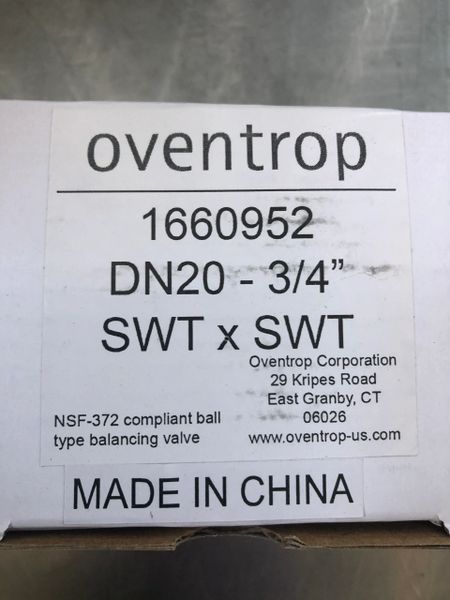 oventrop
1660952
DN20 - 3/4”
SWT x SWT
Oventrop Corporation
29 Kripes Road
East Granby, CT
06026
www.oventrop-us.com
NSF-372 compliant ball
type balancing valve
MADE IN CHINA